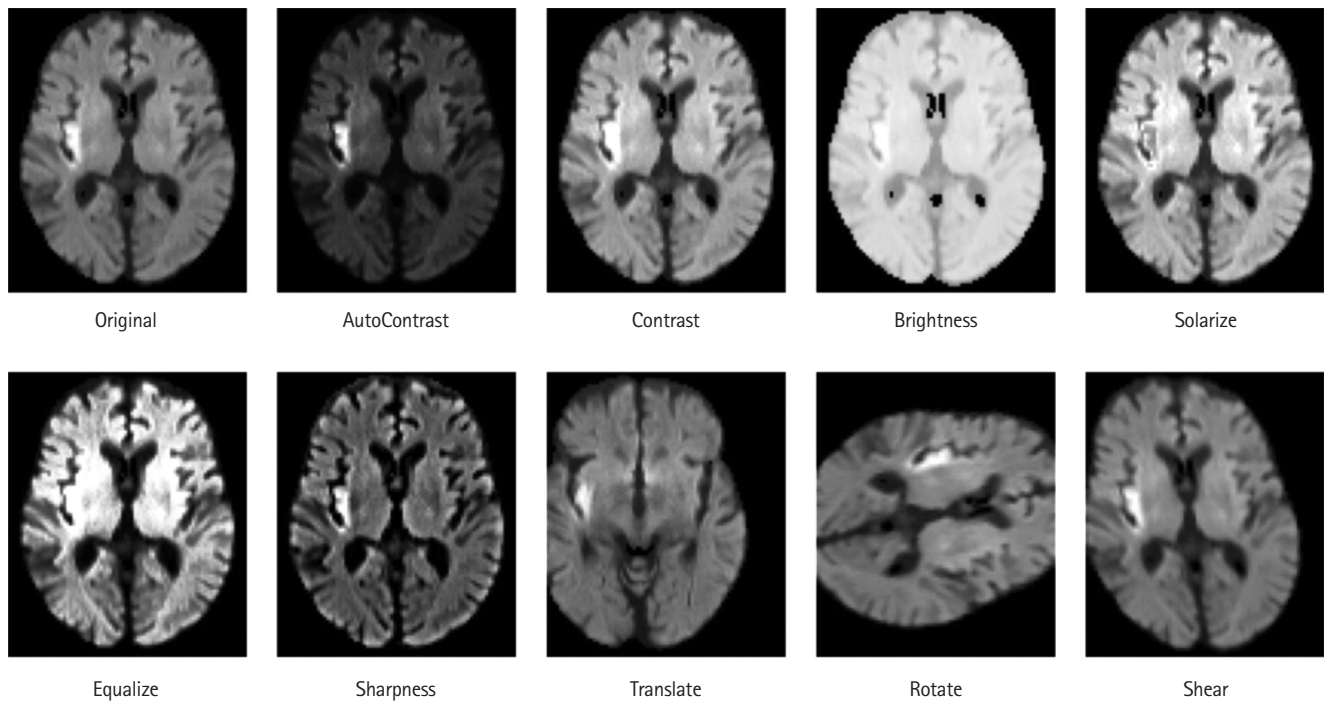 Original
AutoContrast
Contrast
Brightness
Solarize
Equalize
Sharpness
Translate
Rotate
Shear